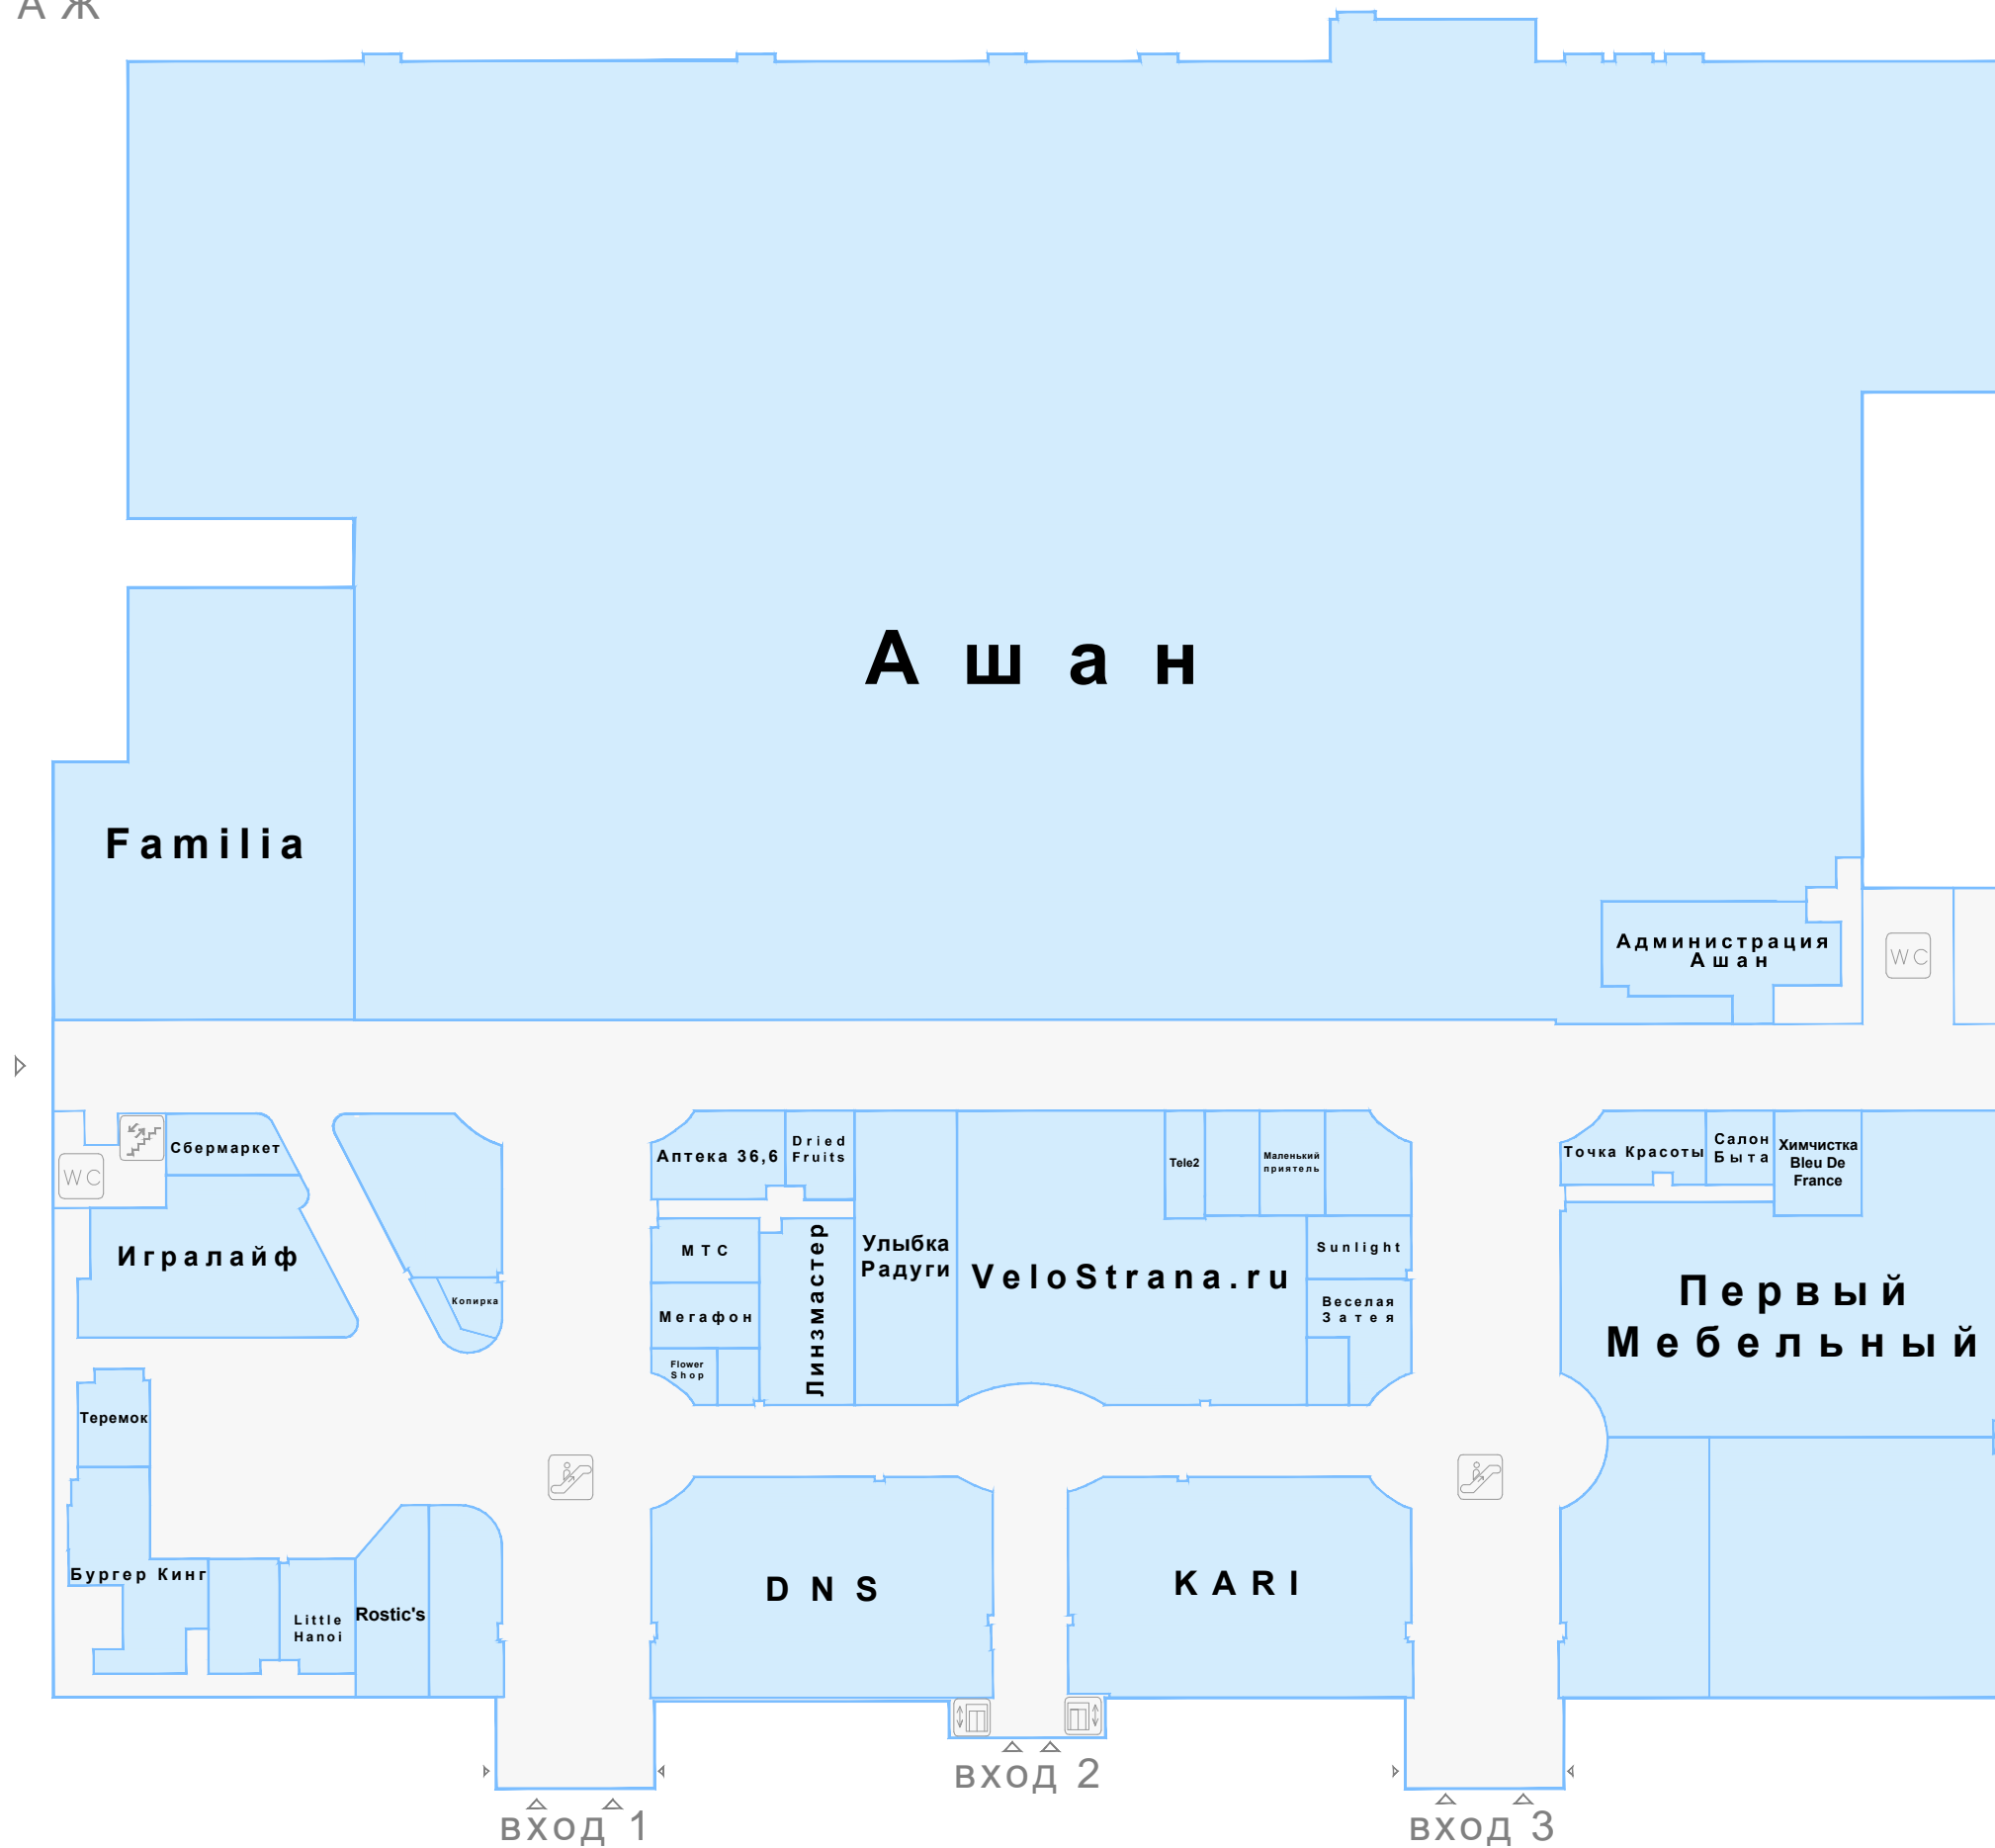 А Ж
Ашан
Familia
Администрация
Ашан
WC
WC
Сбермаркет
Игралайф
Копирка
Аптека 36,6
Dried
Fruits
МТС
Мегафон
Flower
Shop
Линзмастер
Улыбка
Радуги
VeloStrana.ru
Tele2
Маленький
приятель
Sunlight
Веселая
Затея
Точка Красоты
Салон
Быта
Химчистка
Bleu De
France
Первый
Мебельный
Теремок
Бургер Кинг
Little
Hanoi
Rostic's
DNS
KARI
вход 1
вход 2
вход 3